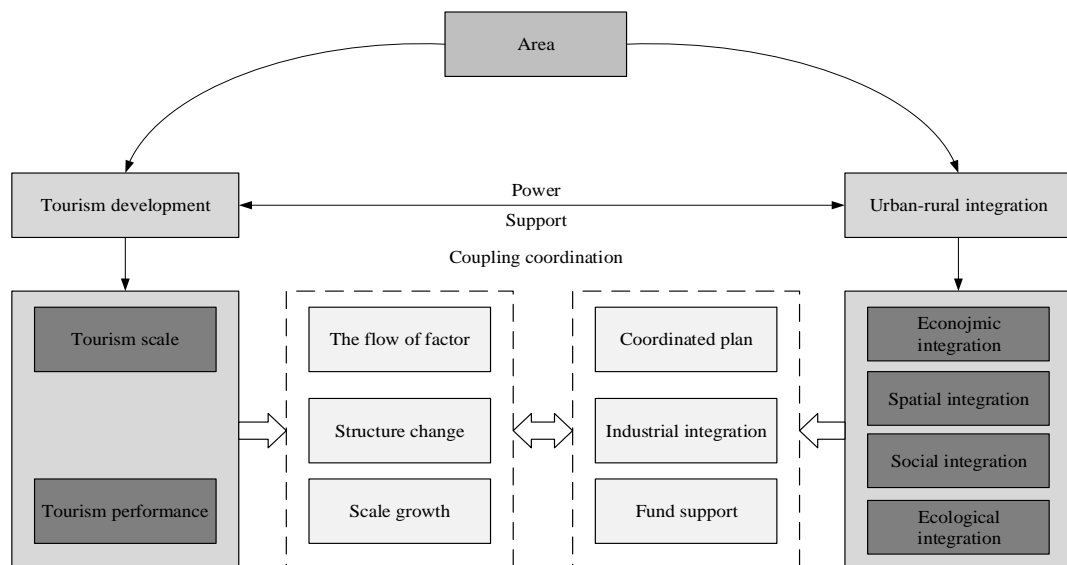 Area
Tourism development
Power
Support
Urban-rural integration
Coupling coordination
Tourism scale
Tourism performance
The flow of factor
Structure change
Scale growth
Coordinated plan
Industrial integration
Fund support
Econojmic
integration
Spatial integration
Social integration
Ecological
integration